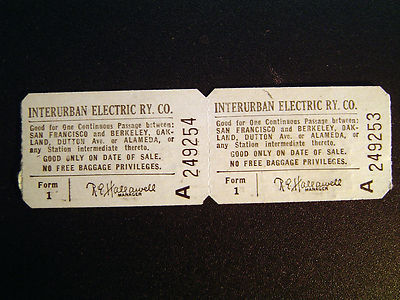 INTERURBAN ELECTRIC RY. CO.
Good for One Continuous Passage between:
SAN FRANCISCO and BERKELEY, OAK-
LAND, DUTTON Ave. or ALAMEDA, or
any Station intermediate thereto.
GOOD ONLY ON DATE OF SALE.
NO FREE BAGGAGE PRIVILEGES.
Form
1
R.E. Hallawell
MANAGER
A 249254
INTERURBAN ELECTRIC RY. CO.
Good for One Continuous Passage between:
SAN FRANCISCO and BERKELEY, OAK-
LAND, DUTTON Ave. or ALAMEDA, or
any Station intermediate thereto.
GOOD ONLY ON DATE OF SALE.
NO FREE BAGGAGE PRIVILEGES.
Form
1
R.E. Hallawell
MANAGER
A 249253